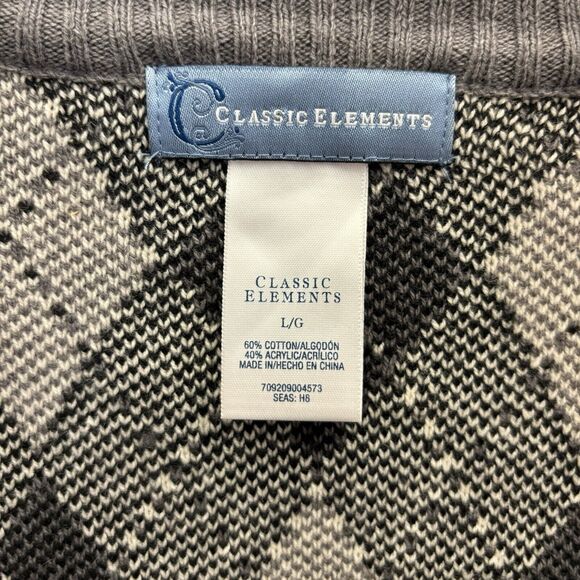 CLASSIC ELEMENTS
CLASSIC
ELEMENTS
L/G
60% COTTON/ALGODÓN
40% ACRYLIC/ACRÍLICO
MADE IN/HECHO EN CHINA
709209004573
SEAS: H6